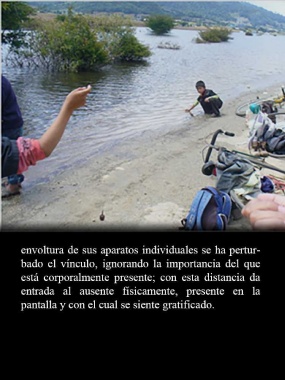 envoltura de sus aparatos individuales se ha pertur-
bado el vínculo, ignorando la importancia del que
está corporalmente presente; con esta distancia da
entrada al ausente físicamente, presente en la
pantalla y con el cual se siente gratificado.